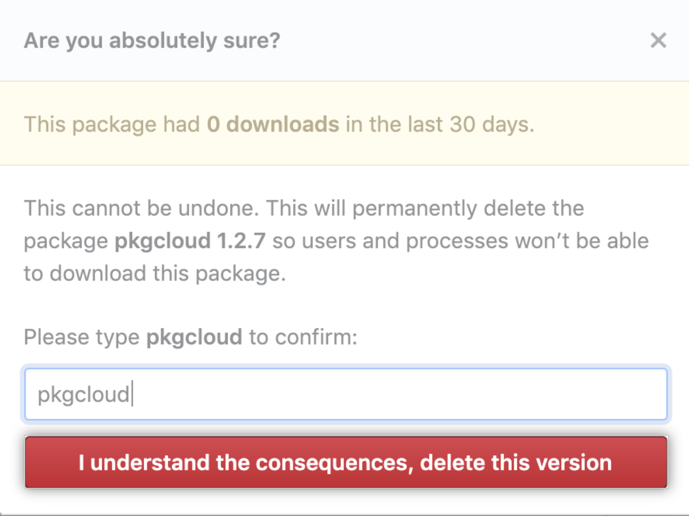 Are you absolutely sure?
This package had 0 downloads in the last 30 days.
This cannot be undone. This will permanently delete the
package pkgcloud 1.2.7 so users and processes won’t be able
to download this package.
Please type pkgcloud to confirm:
pkgcloud
I understand the consequences, delete this version